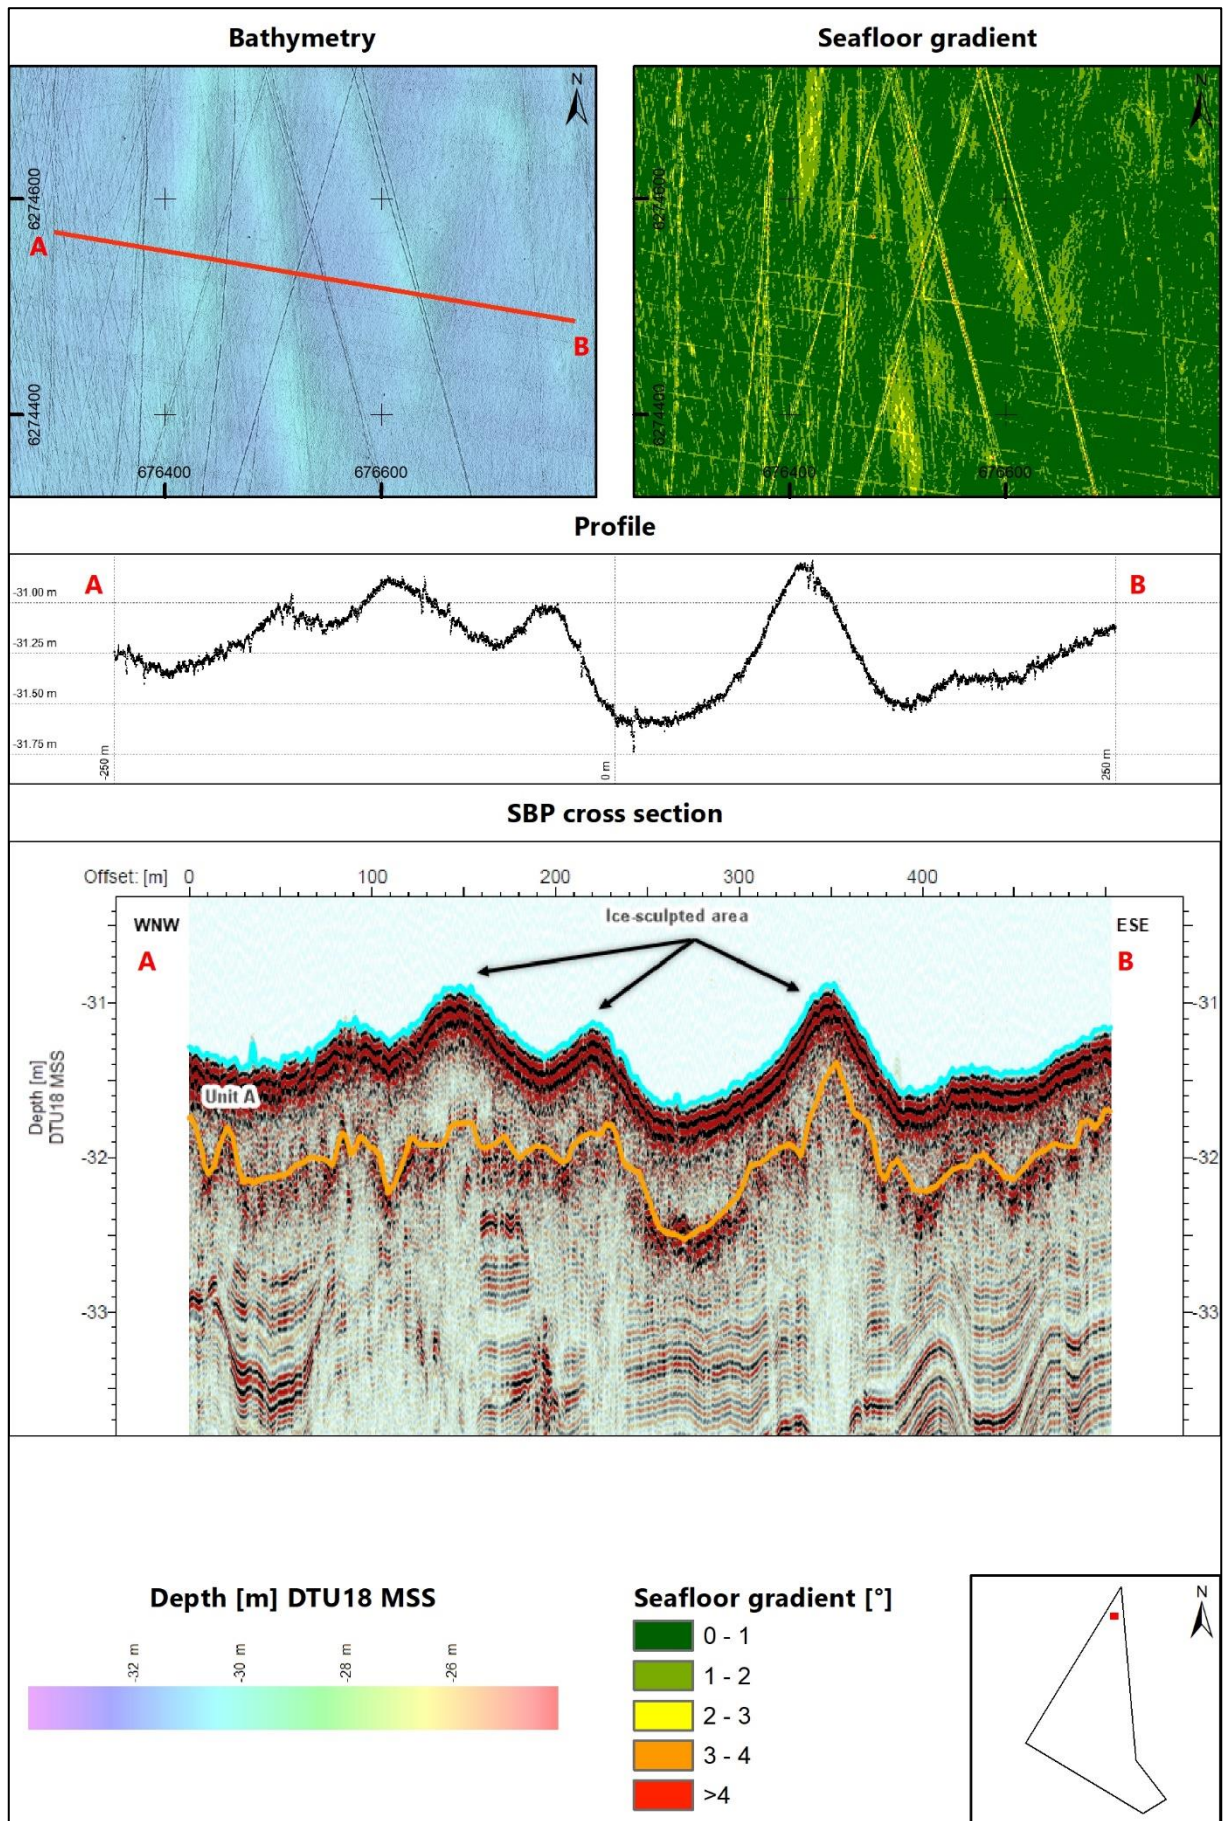 Bathymetry
Seafloor gradient
N
N
6274600
6274600
A
B
6274400
6274400
676400
676600
676400
676600
Profile
A
B
-31.00 m
-31.25 m
-31.50 m
-31.75 m
-250 m
0 m
250 m
SBP cross section
Offset: [m] 0 100 200 300 400
WNW
Ice-sculpted area
ESE
A
B
-31
-31
Depth [m]
DTU18 MSS
Unit A
-32
-32
-33
-33
Depth [m] DTU18 MSS
-32 m
-30 m
-28 m
-26 m
Seafloor gradient [°]
0 - 1
1 - 2
2 - 3
3 - 4
>4
N